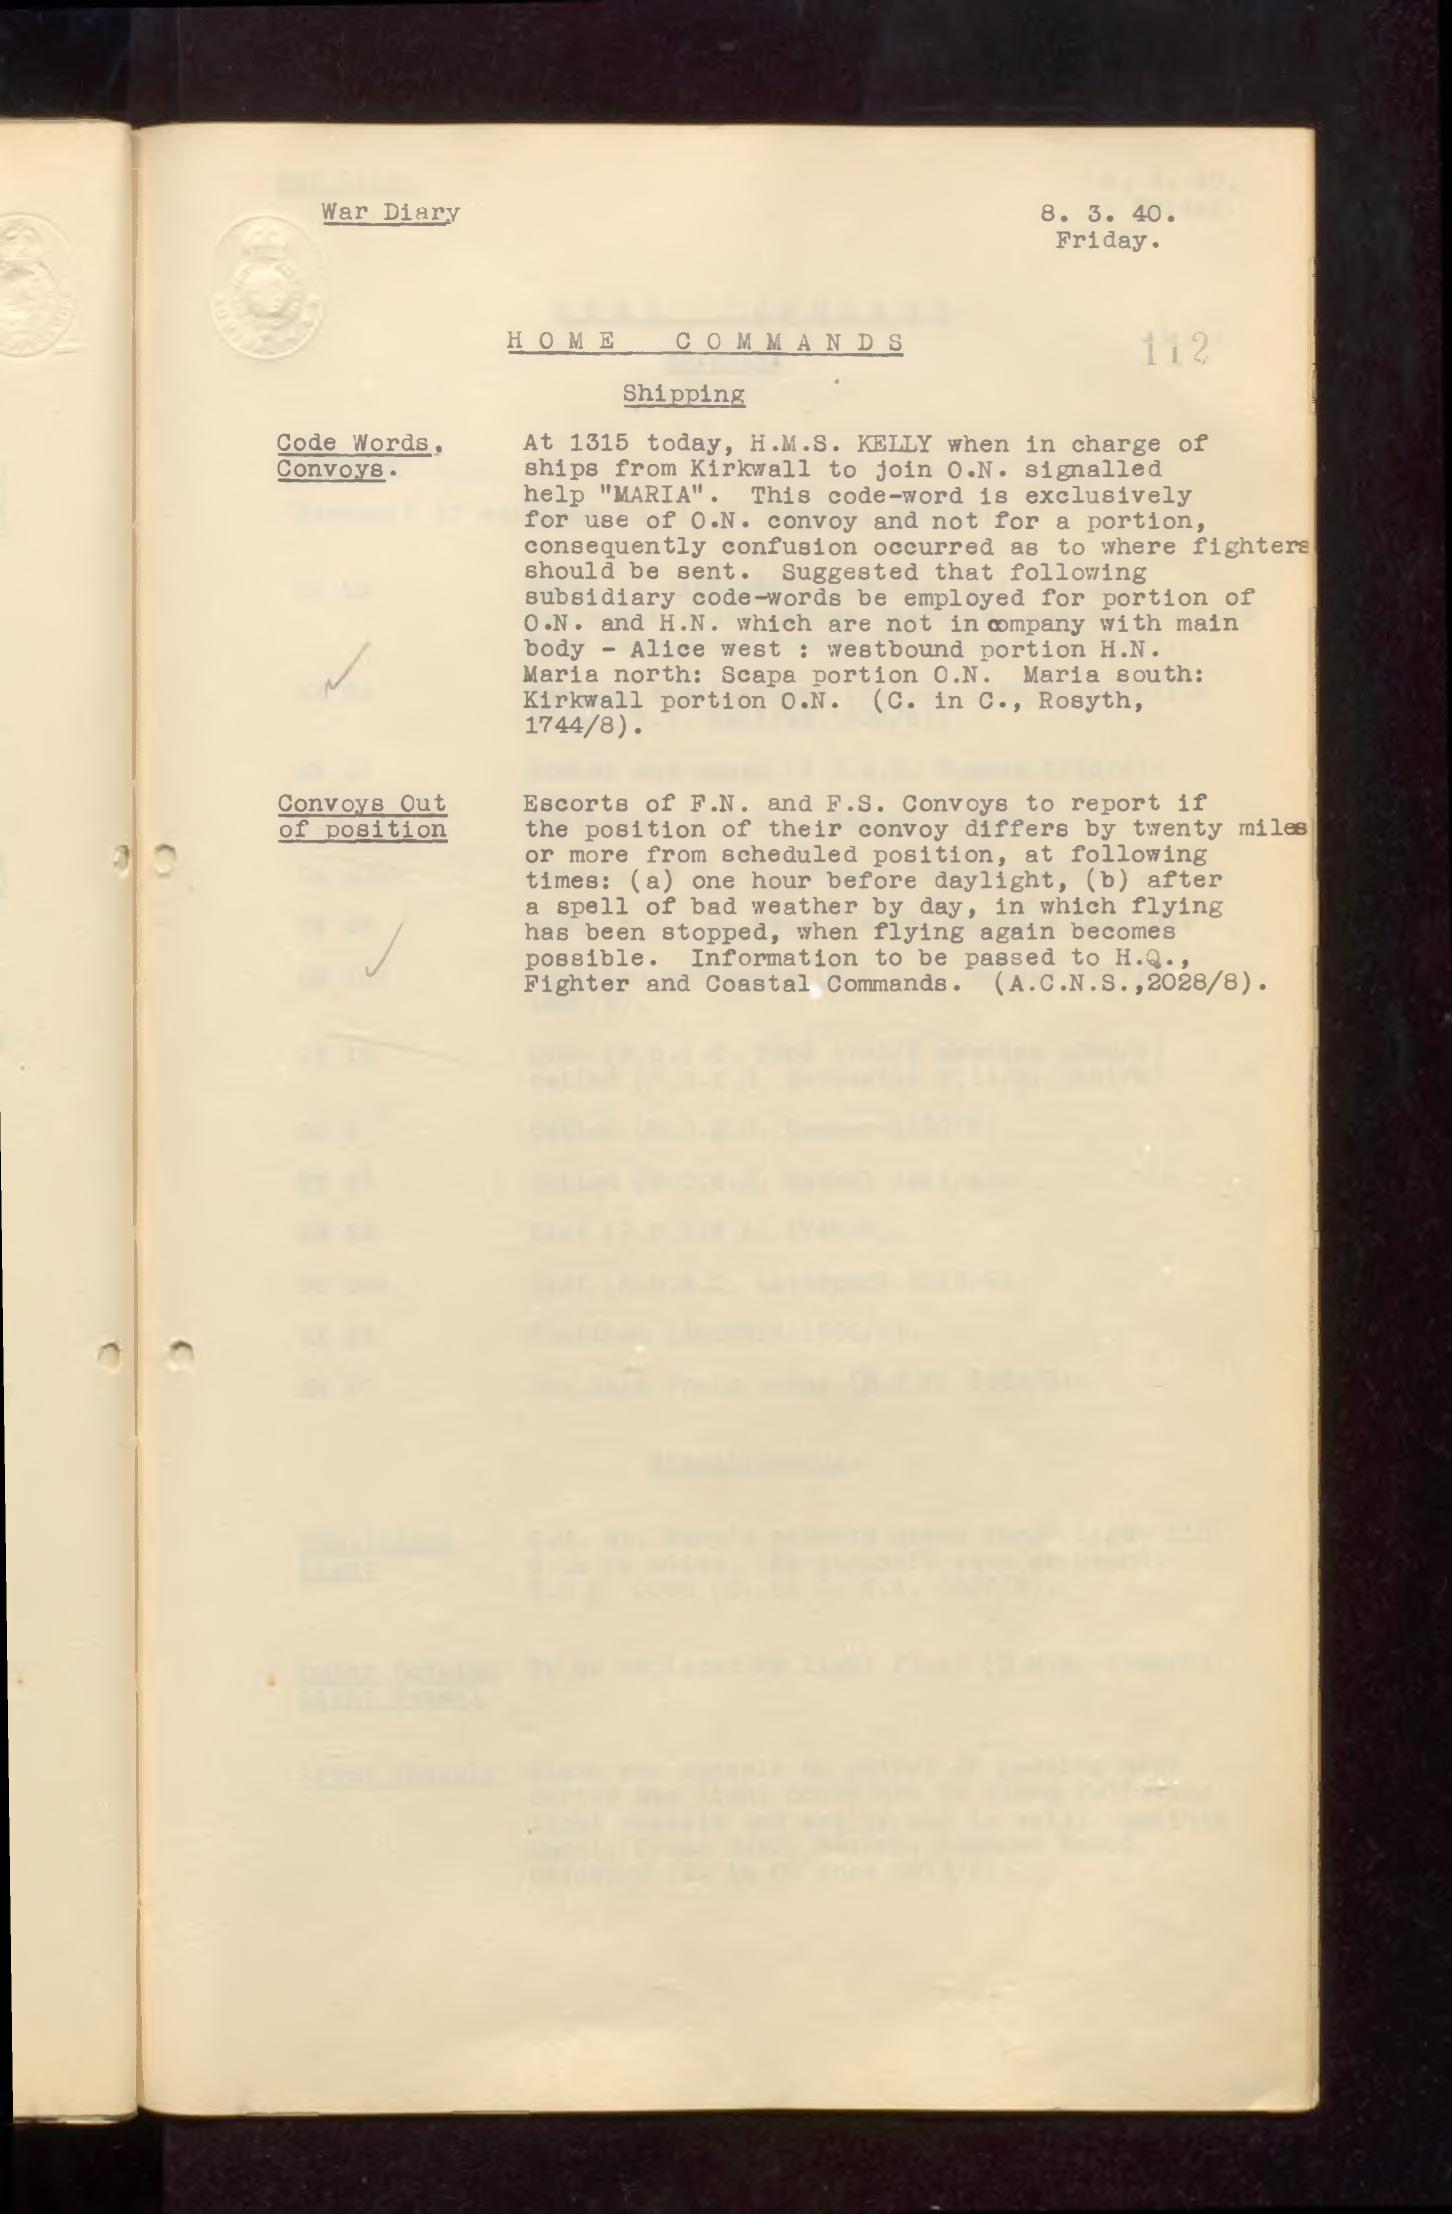 War Diary
8. 3. 40.
Friday.
HOME COMMANDS
112
Shipping
Code Words.
Convoys.
At 1315 today, H.M.S. KELLY when in charge of
ships from Kirkwall to join O.N. signalled
help "MARIA". This code-word is exclusively
for use of O.N. convoy and not for a portion,
consequently confusion occurred as to where fighters
should be sent. Suggested that following
subsidiary code-words be employed for portion of
O.N. and H.N. which are not in company with main
body - Alice west : westbound portion H.N.
Maria north: Scapa portion O.N. Maria south:
Kirkwall portion O.N. (C. in C., Rosyth,
1744/8).
Convoys Out
of position
Escorts of F.N. and F.S. Convoys to report if
the position of their convoy differs by twenty miles
or more from scheduled position, at following
times: (a) one hour before daylight, (b) after
a spell of bad weather by day, in which flying
has been stopped, when flying again becomes
possible. Information to be passed to H.Q.,
Fighter and Coastal Commands. (A.C.N.S.,2028/8).